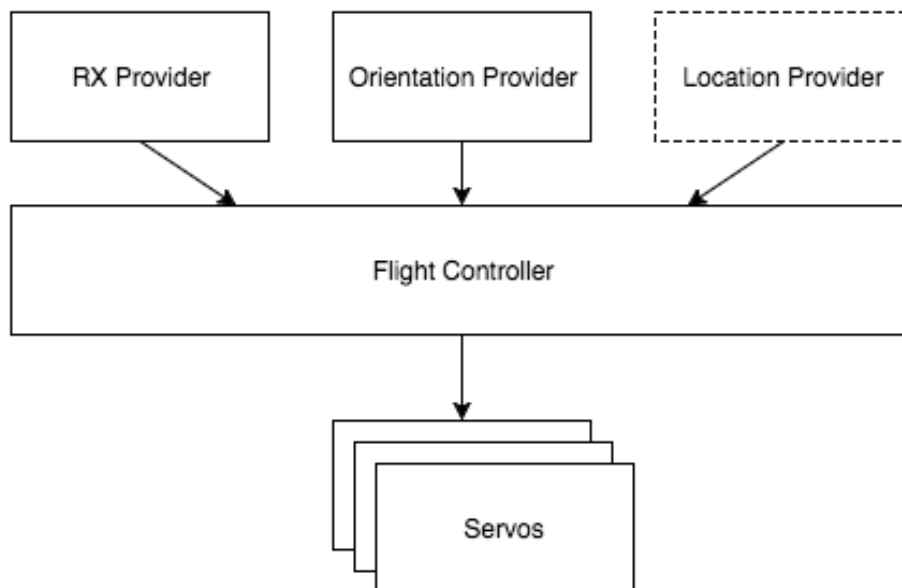 RX Provider
Orientation Provider
Location Provider
Flight Controller
Servos